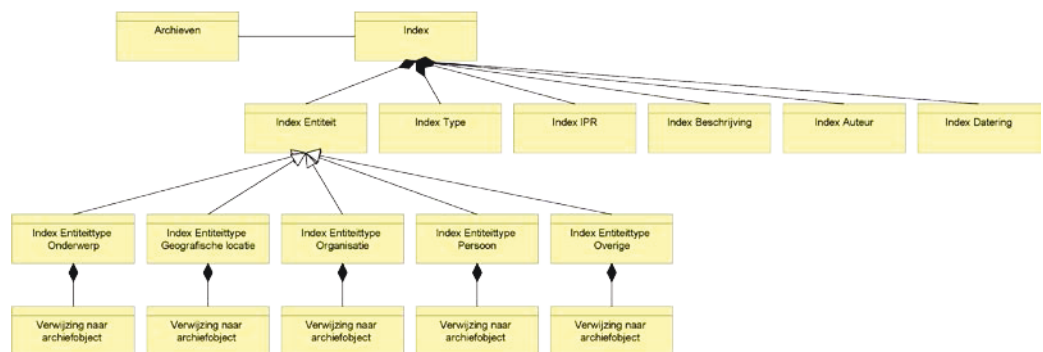 Archieven
Index
Index Entiteit
Index Type
Index IPR
Index Beschrijving
Index Auteur
Index Datering
Index Entiteittype
Onderwerp
Index Entiteittype
Geografische locatie
Index Entiteittype
Organisatie
Index Entiteittype
Persoon
Index Entiteittype
Overige
Verwijzing naar
archiefobject
Verwijzing naar
archiefobject
Verwijzing naar
archiefobject
Verwijzing naar
archiefobject
Verwijzing naar
archiefobject